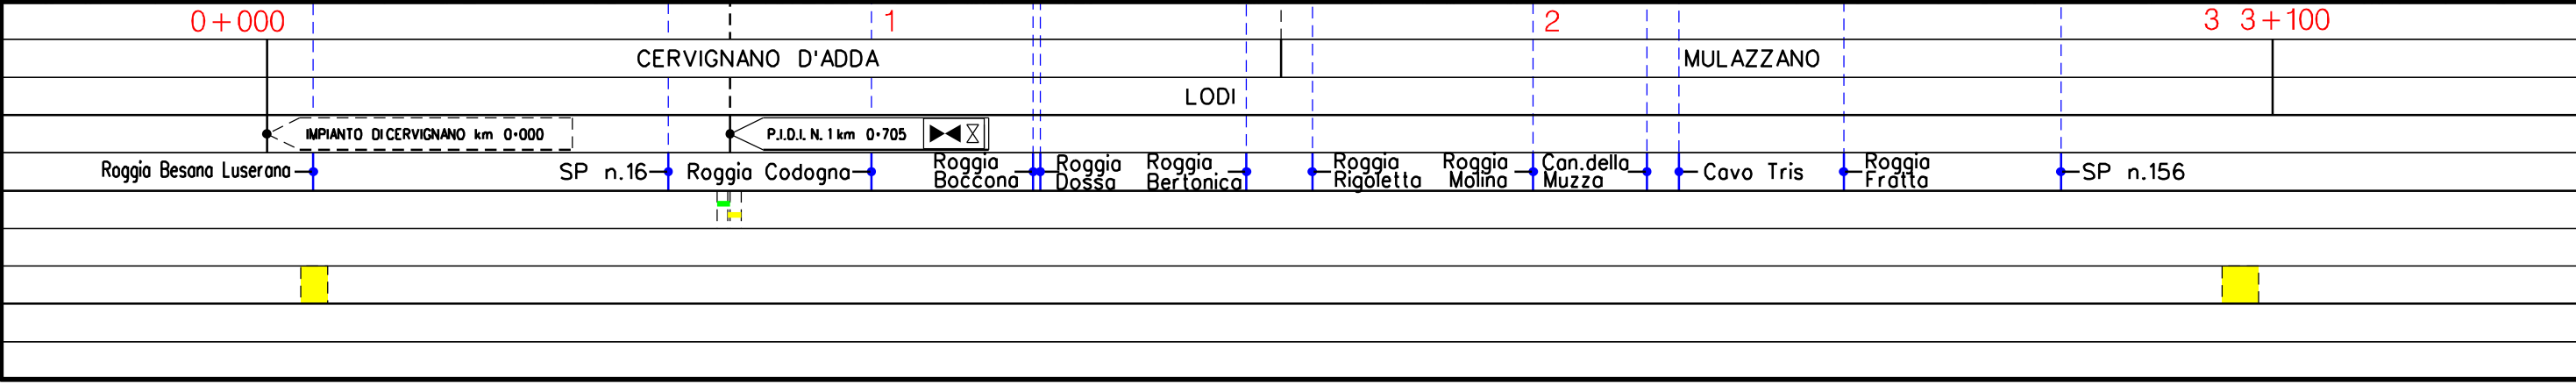 0+000 1 2 3 3+100
CERVIGNANO D'ADDA MULAZZANO
LODI
IMPIANTO DI CERVIGNANO km 0+000 P.I.D.I. N. 1 km 0+705
Roggia Besana Luserana SP n.16 Roggia Codogna Roggia Boccona Roggia Dossa Roggia Bertonica Roggia Rigoletta Roggia Molina Can.della Muzza Cavo Tris Roggia Fratta SP n.156